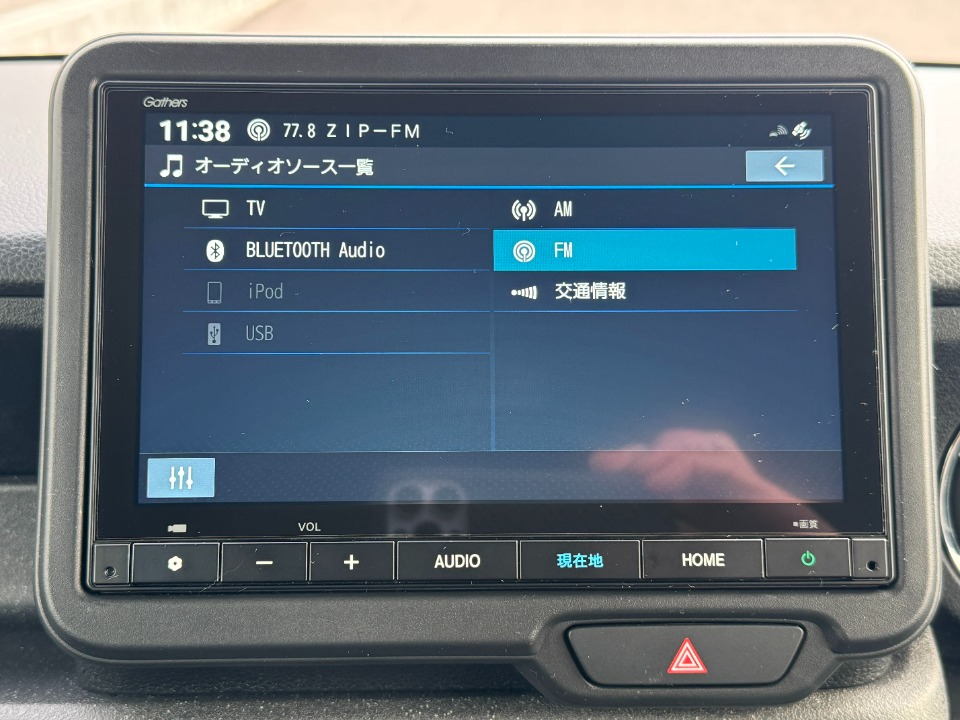 Gathers
11:38 77.8 ZIP-FM
オーディオソース一覧
TV
BLUETOOTH Audio
iPod
USB
AM
FM
交通情報
VOL
■画質
− + AUDIO 現在地 HOME